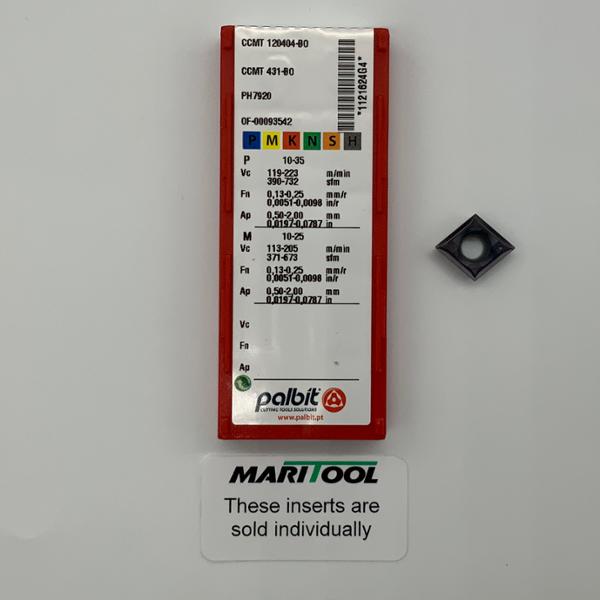 CCMT 120404-BO
CCMT 431-BO
PH7920
OF-00093542
*1121624G4*
P M K N S H
P 10-35
Vc 119-223 m/min
390-732 sfm
Fn 0,13-0,25 mm/r
0,0051-0,0098 in/r
Ap 0,50-2,00 mm
0,0197-0,0787 in
M 10-25
Vc 113-205 m/min
371-673 sfm
Fn 0,13-0,25 mm/r
0,0051-0,0098 in/r
Ap 0,50-2,00 mm
0,0197-0,0787 in
Vc
Fn
Ap
palbit
CUTTING TOOLS SOLUTIONS
www.palbit.pt
MARITOOL
These inserts are
sold individually